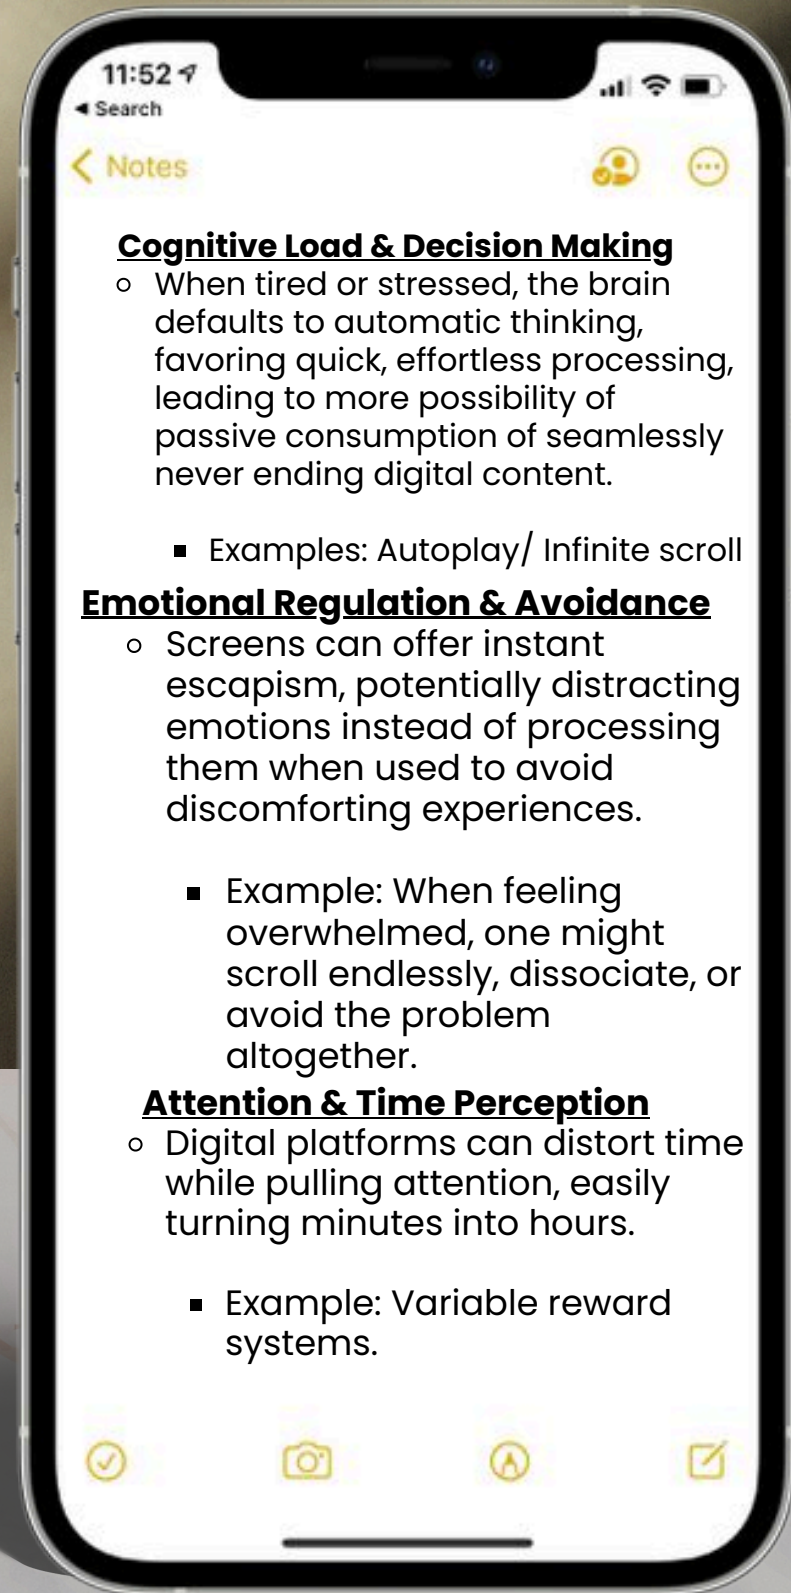 11:52
◀ Search
Notes
Cognitive Load & Decision Making
When tired or stressed, the brain
defaults to automatic thinking,
favoring quick, effortless processing,
leading to more possibility of
passive consumption of seamlessly
never ending digital content.
Examples: Autoplay/ Infinite scroll
Emotional Regulation & Avoidance
Screens can offer instant
escapism, potentially distracting
emotions instead of processing
them when used to avoid
discomforting experiences.
Example: When feeling
overwhelmed, one might
scroll endlessly, dissociate, or
avoid the problem
altogether.
Attention & Time Perception
Digital platforms can distort time
while pulling attention, easily
turning minutes into hours.
Example: Variable reward
systems.